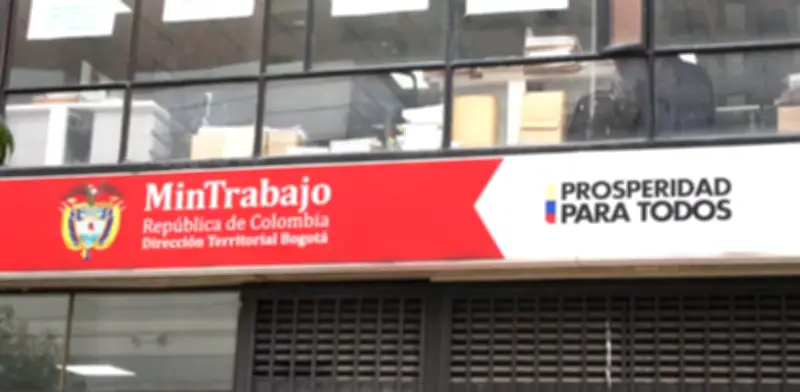 MinTrabajo
República de Colombia
Dirección Territorial Bogotá
PROSPERIDAD
PARA TODOS